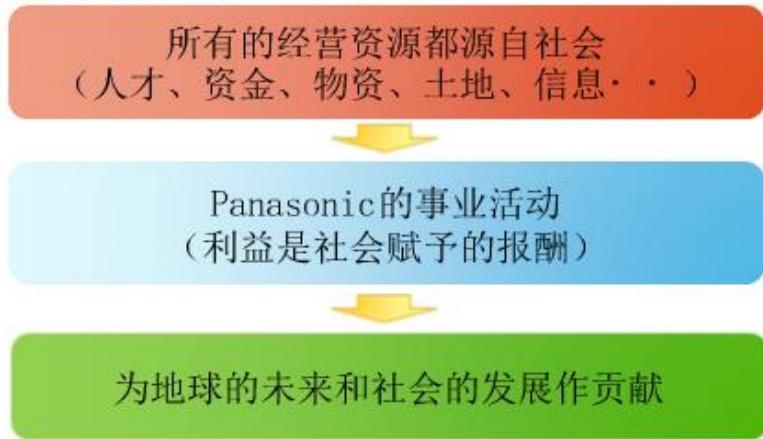 所有的经营资源都源自社会
（人才、资金、物资、土地、信息· · ）
Panasonic的事业活动
（利益是社会赋予的报酬）
为地球的未来和社会的发展作贡献